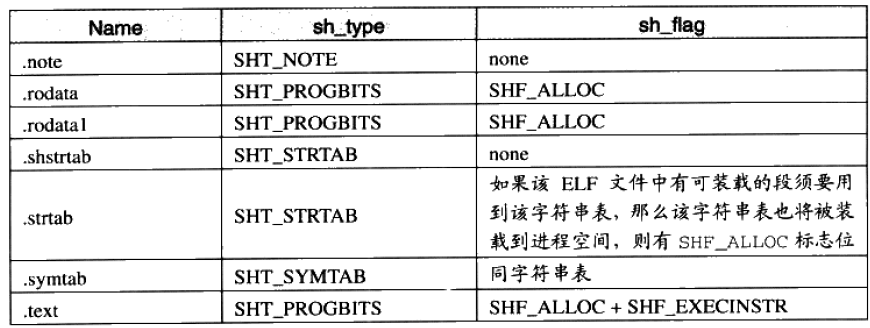 Name sh_type sh_flag
.note SHT_NOTE none
.rodata SHT_PROGBITS SHF_ALLOC
.rodata1 SHT_PROGBITS SHF_ALLOC
.shstrtab SHT_STRTAB none
.strtab SHT_STRTAB 如果该 ELF 文件中有可装载的段须要用
到该字符串表，那么该字符串表也将被装
载到进程空间，则有 SHF_ALLOC 标志位
.symtab SHT_SYMTAB 同字符串表
.text SHT_PROGBITS SHF_ALLOC + SHF_EXECINSTR